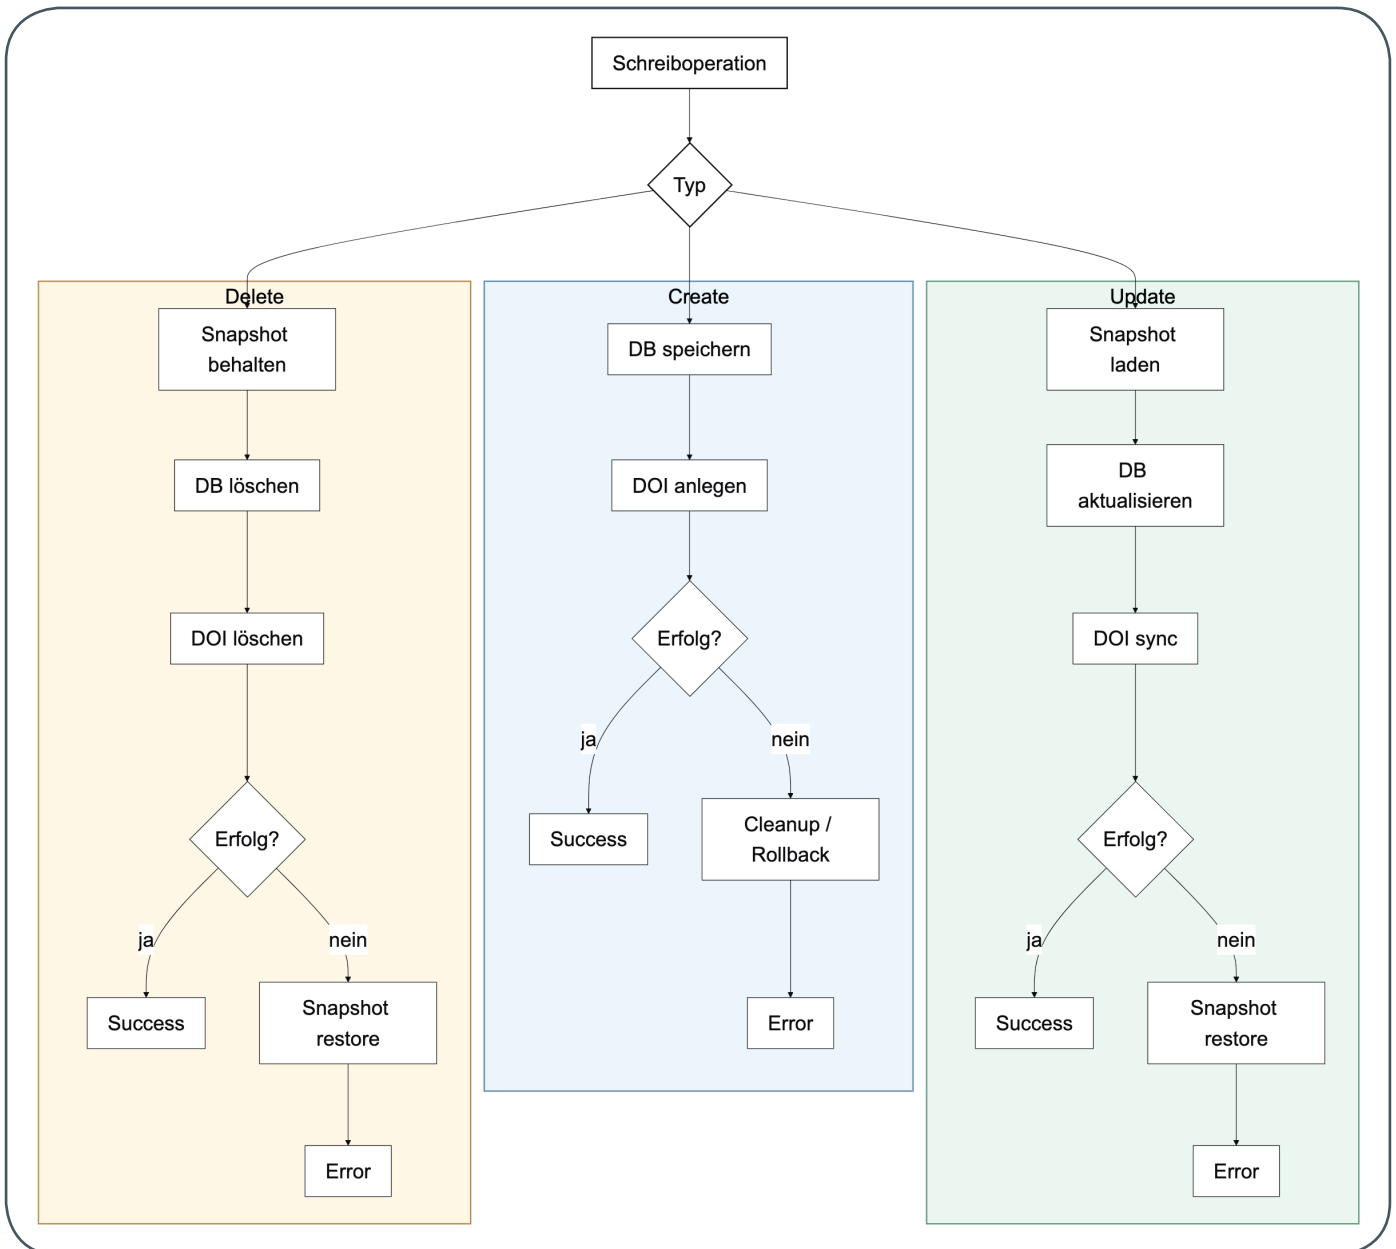 Schreiboperation
Typ
Delete
Snapshot
behalten
DB löschen
DOI löschen
Erfolg?
ja
nein
Success
Snapshot
restore
Error
Create
DB speichern
DOI anlegen
Erfolg?
ja
nein
Success
Cleanup /
Rollback
Error
Update
Snapshot
laden
DB
aktualisieren
DOI sync
Erfolg?
ja
nein
Success
Snapshot
restore
Error